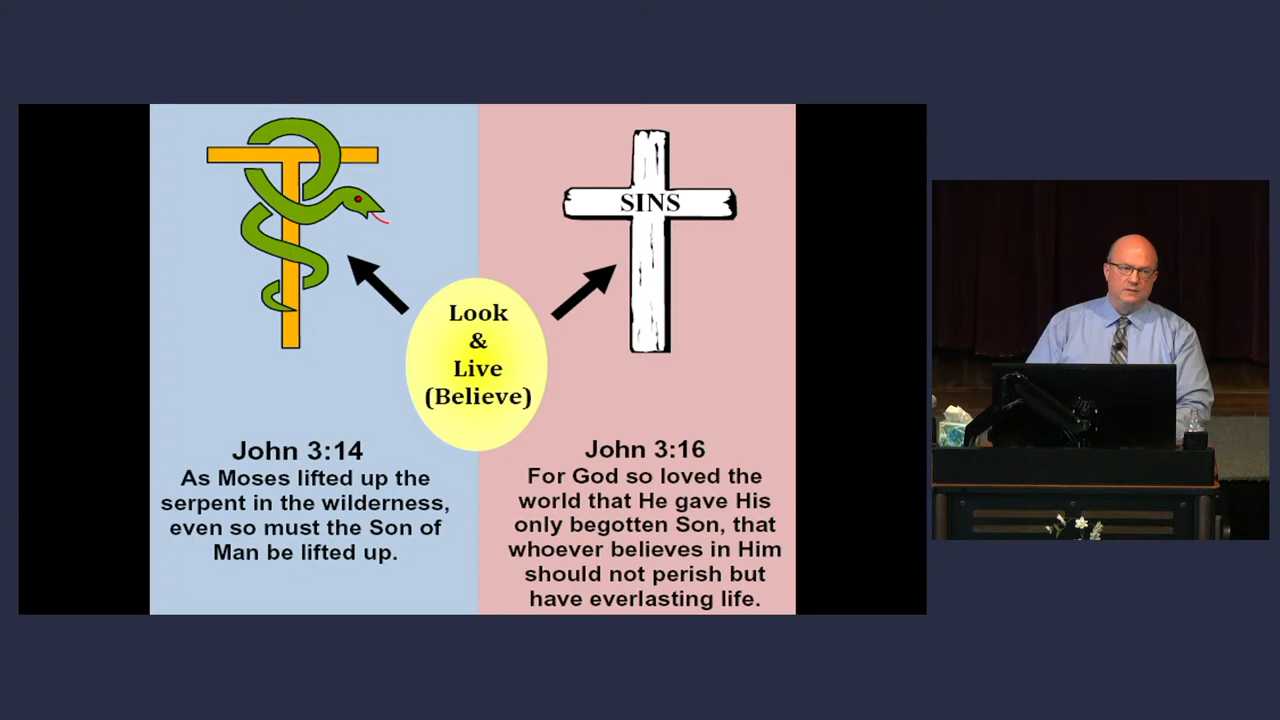 SINS
Look
&
Live
(Believe)
John 3:14
As Moses lifted up the
serpent in the wilderness,
even so must the Son of
Man be lifted up.
John 3:16
For God so loved the
world that He gave His
only begotten Son, that
whoever believes in Him
should not perish but
have everlasting life.